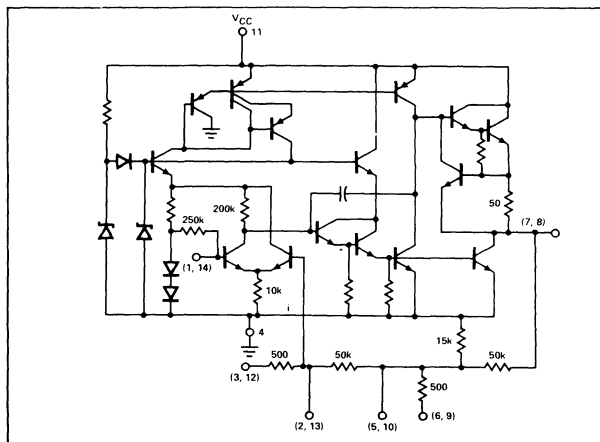 VCC
11
200k
250k
(1, 14)
10k
i
4
50
(7, 8)
15k
500
50k
50k
(3, 12)
500
(2, 13)
(5, 10)
(6, 9)